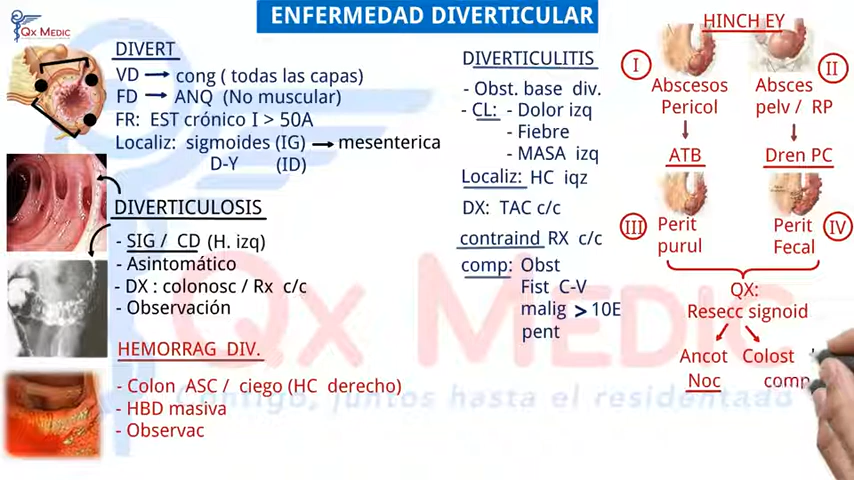 ENFERMEDAD DIVERTICULAR
Qx MEDIC
DIVERT
VD → cong ( todas las capas)
FD → ANQ (No muscular)
FR: EST crónico I > 50A
Localiz: sigmoides (IG) → mesenterica
D-Y (ID)
DIVERTICULOSIS
- SIG / CD (H. izq)
- Asintomático
- DX : colonosc / Rx c/c
- Observación
HEMORRAG DIV.
- Colon ASC / ciego (HC derecho)
- HBD masiva
- Observac
DIVERTICULITIS
- Obst. base div.
- CL: - Dolor izq
- Fiebre
- MASA izq
Localiz: HC iqz
DX: TAC c/c
contraind RX c/c
comp: Obst
Fist C-V
malig > 10E
pent
HINCH EY
I
II
Abscesos
Pericol
Absces
pelv / RP
ATB
Dren PC
III
IV
Perit
purul
Perit
Fecal
QX:
Resecc signoid
Ancot
Noc
Colost
comp
Qx MEDIC
Contigo, juntos hasta el residentado